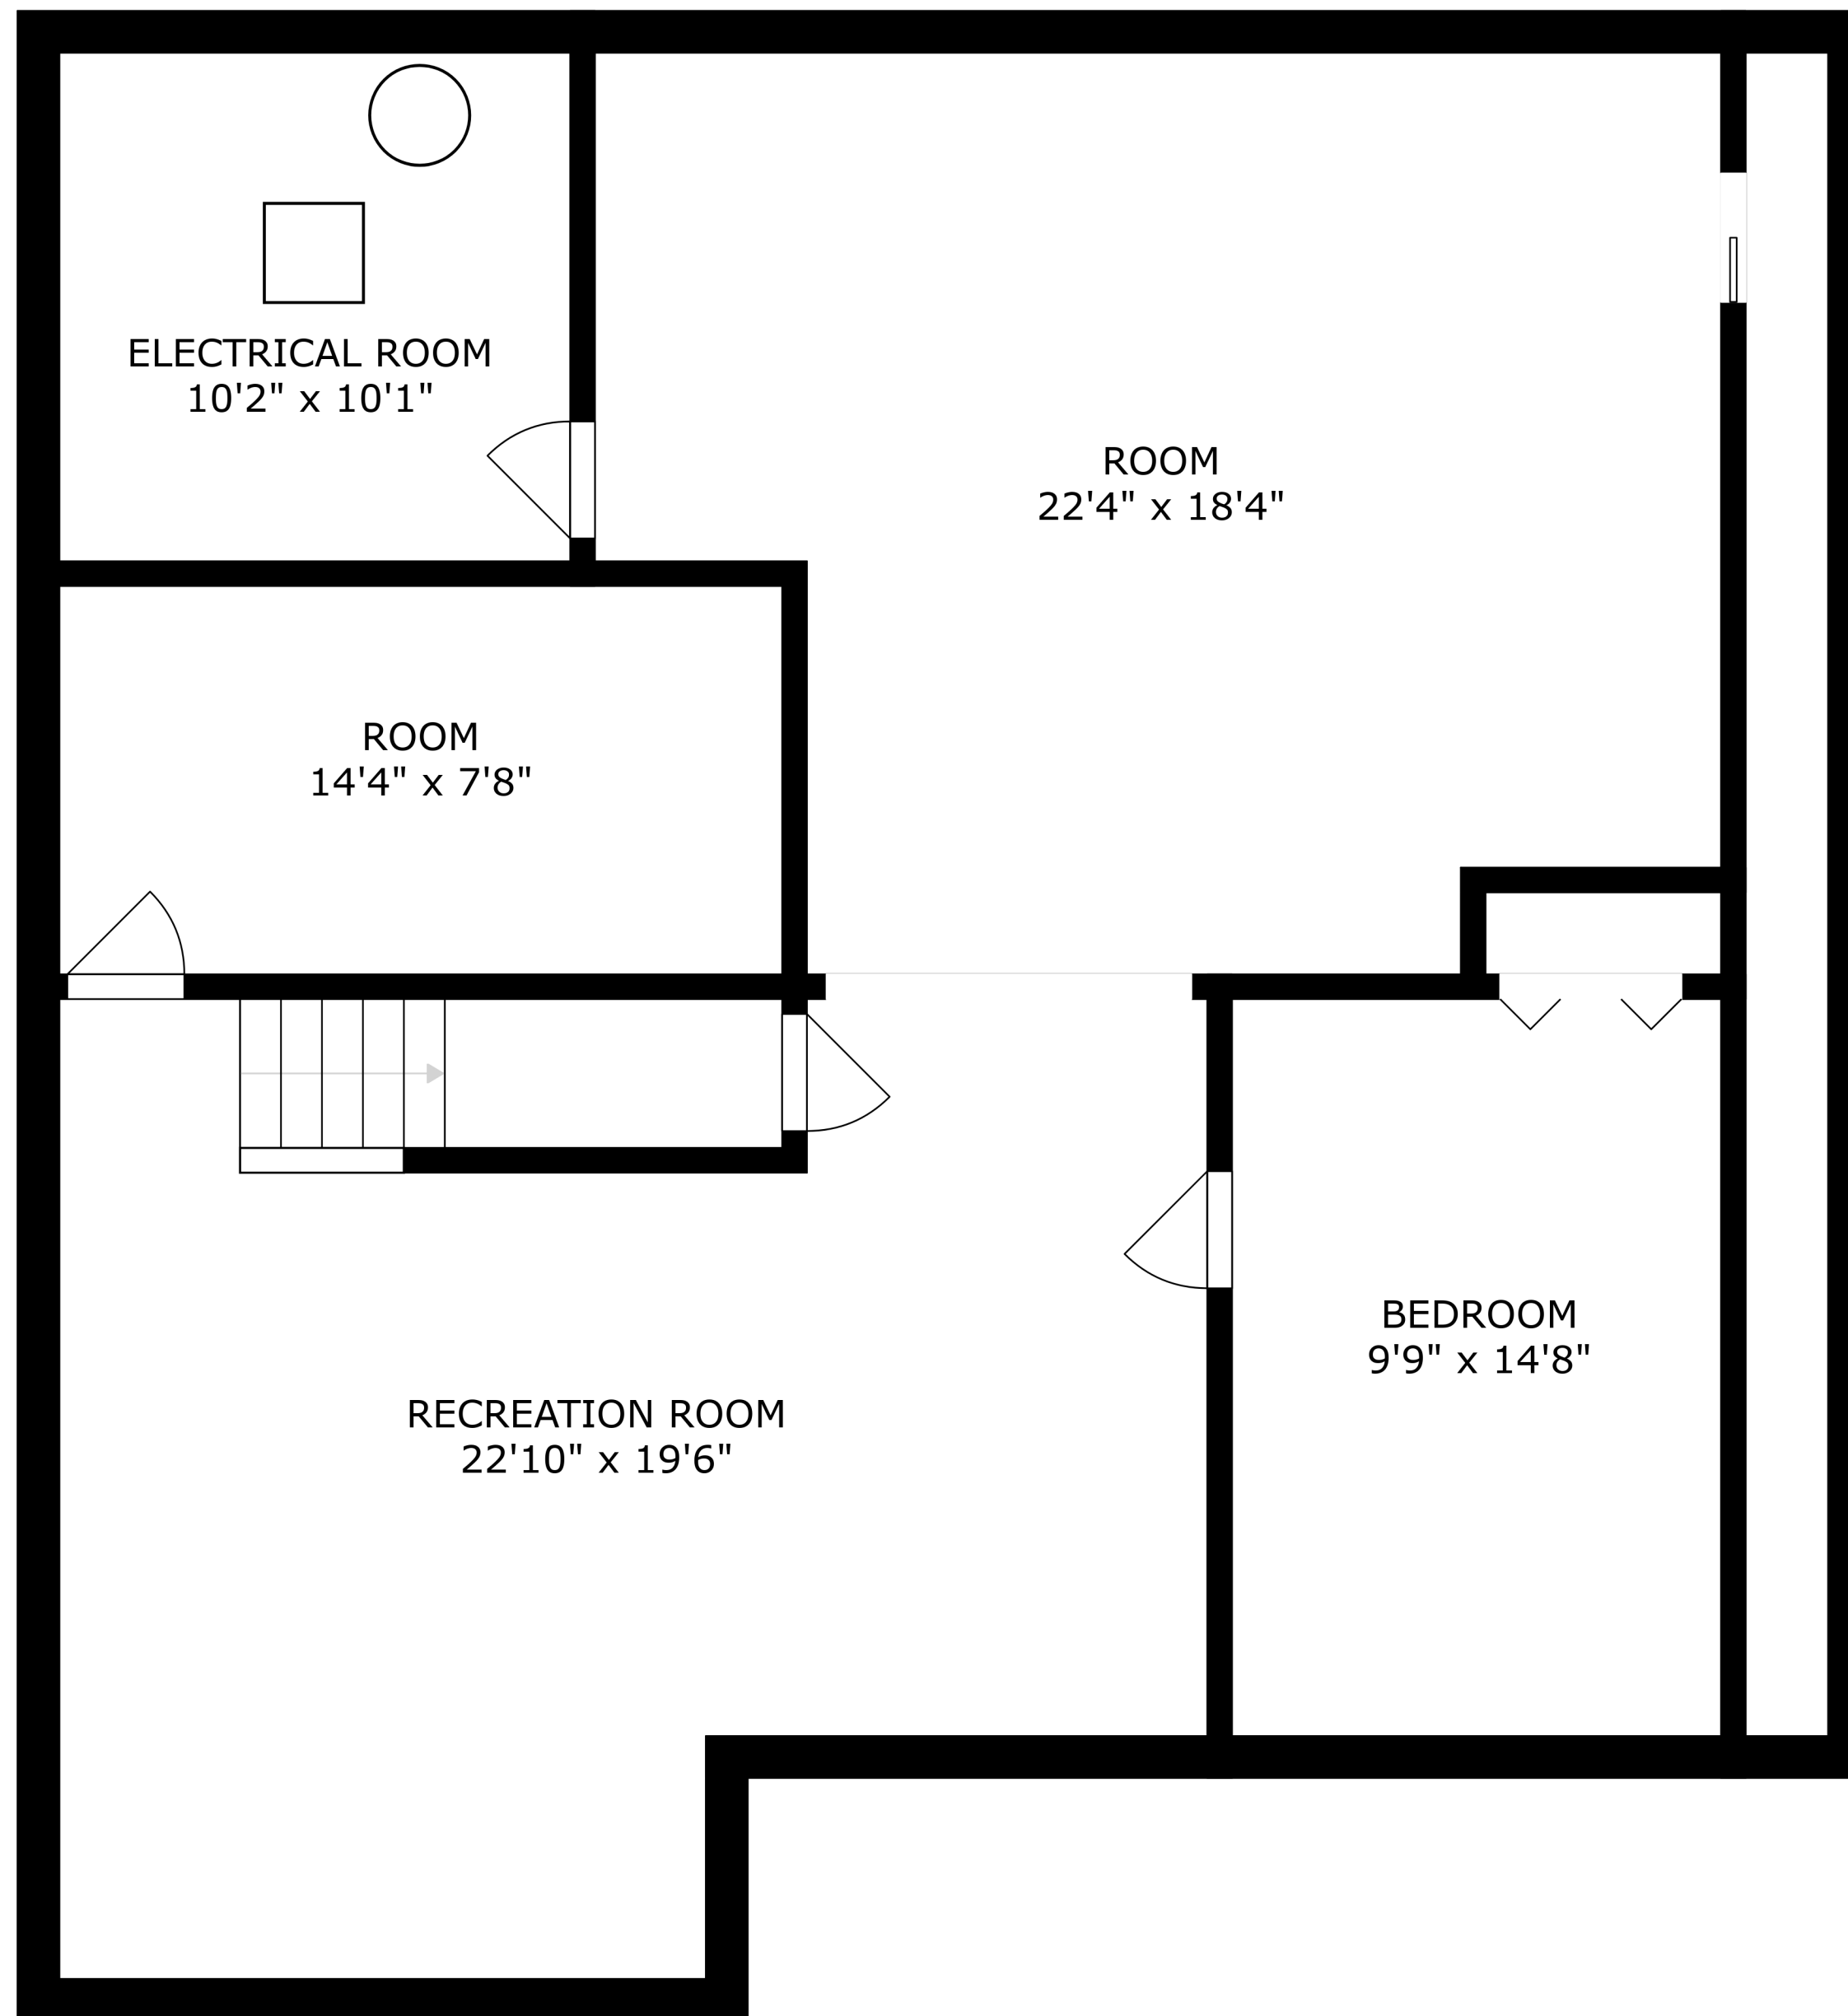 ELECTRICAL ROOM
10'2" x 10'1"
ROOM
22'4" x 18'4"
ROOM
14'4" x 7'8"
BEDROOM
9'9" x 14'8"
RECREATION ROOM
22'10" x 19'6"